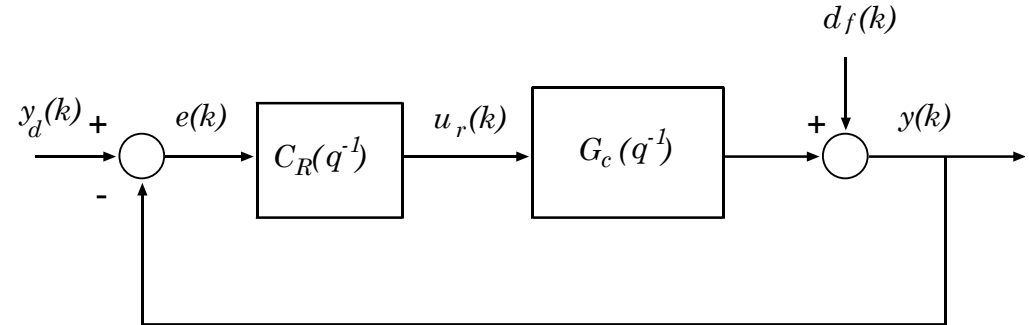 d_f(k)
y_d(k)
+
e(k)
C_R(q^{-1})
u_r(k)
G_c(q^{-1})
+
y(k)
-